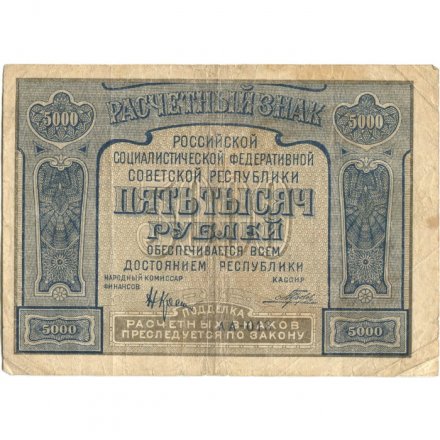 РАСЧЕТНЫЙ ЗНАК
5000
5000
РОССИЙСКОЙ
СОЦИАЛИСТИЧЕСКОЙ ФЕДЕРАТИВНОЙ
СОВЕТСКОЙ РЕСПУБЛИКИ
ПЯТЬ ТЫСЯЧ
РУБЛЕЙ
ОБЕСПЕЧИВАЕТСЯ ВСЕМ
ДОСТОЯНИЕМ РЕСПУБЛИКИ
НАРОДНЫЙ КОМИССАР
ФИНАНСОВ
КАССИР
5000
5000
ПОДДЕЛКА
РАСЧЕТНЫХ ЗНАКОВ
ПРЕСЛЕДУЕТСЯ ПО ЗАКОНУ